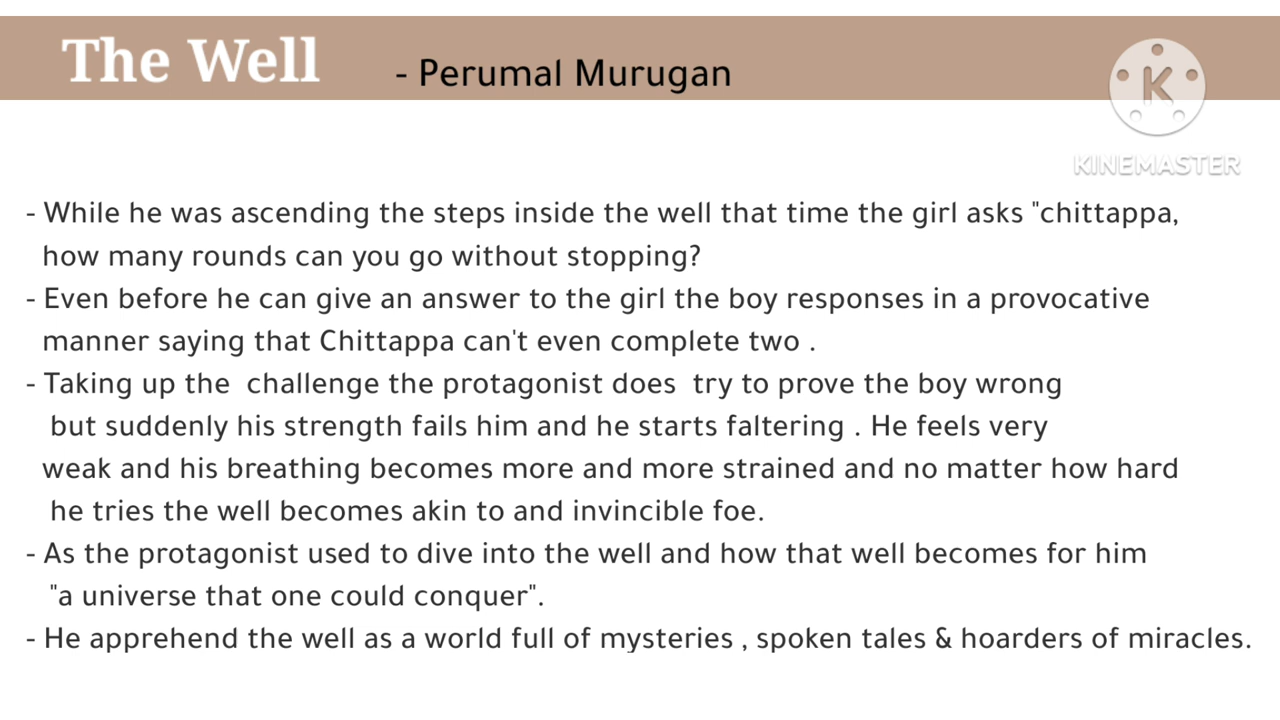 The Well - Perumal Murugan
K
KINEMASTER
- While he was ascending the steps inside the well that time the girl asks "chittappa,
how many rounds can you go without stopping?
- Even before he can give an answer to the girl the boy responses in a provocative
manner saying that Chittappa can't even complete two .
- Taking up the challenge the protagonist does try to prove the boy wrong
but suddenly his strength fails him and he starts faltering . He feels very
weak and his breathing becomes more and more strained and no matter how hard
he tries the well becomes akin to and invincible foe.
- As the protagonist used to dive into the well and how that well becomes for him
"a universe that one could conquer".
- He apprehend the well as a world full of mysteries , spoken tales & hoarders of miracles.